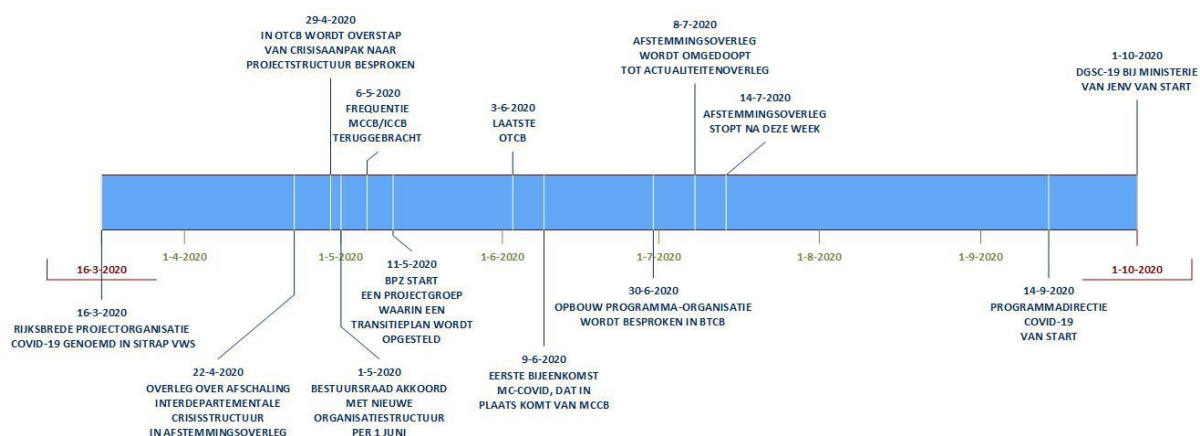 29-4-2020
IN OTCB WORDT OVERSTAP
VAN CRISISAANPAK NAAR
PROJECTSTRUCTUUR BESPROKEN
6-5-2020
FREQUENTIE
MCCB/ICCB
TERUGGEBRACHT
3-6-2020
LAATSTE
OTCB
8-7-2020
AFSTEMMINGSOVERLEG
WORDT OMGEDOOPT
TOT ACTUALITEITENOVERLEG
14-7-2020
AFSTEMMINGSOVERLEG
STOPT NA DEZE WEEK
1-10-2020
DGSC-19 BIJ MINISTERIE
VAN JENV VAN START
16-3-2020
1-4-2020
1-5-2020
1-6-2020
1-7-2020
1-8-2020
1-9-2020
1-10-2020
16-3-2020
RIJKSBREDE PROJECTORGANISATIE
COVID-19 GENOEMD IN SITRAP VWS
22-4-2020
OVERLEG OVER AFSCHALING
INTERDEPARTEMENTALE
CRISISSTRUCTUUR
IN AFSTEMMINGSOVERLEG
1-5-2020
BESTUURSRAAD AKKOORD
MET NIEUWE
ORGANISATIESTRUCTUUR
PER 1 JUNI
11-5-2020
BPZ START
EEN PROJECTGROEP
WAARIN EEN
TRANSITIEPLAN WORDT
OPGESTELD
9-6-2020
EERSTE BIJEENKOMST
MC-COVID, DAT IN
PLAATS KOMT VAN MCCB
30-6-2020
OPBOUW PROGRAMMA-ORGANISATIE
WORDT BESPROKEN IN BTCB
14-9-2020
PROGRAMMADIRECTIE
COVID-19
VAN START